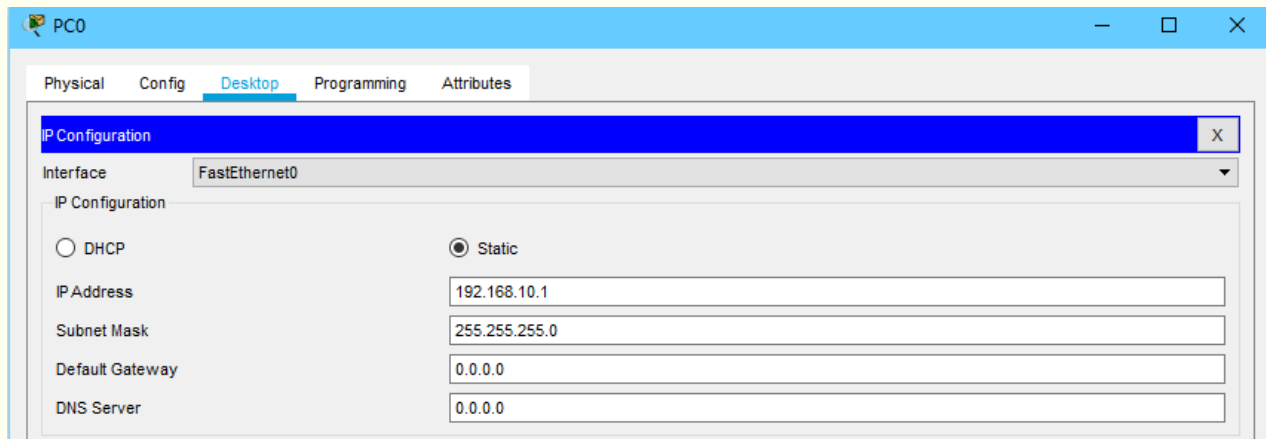 PC0
Physical Config Desktop Programming Attributes
IP Configuration X
Interface FastEthernet0
IP Configuration
DHCP Static
IP Address 192.168.10.1
Subnet Mask 255.255.255.0
Default Gateway 0.0.0.0
DNS Server 0.0.0.0